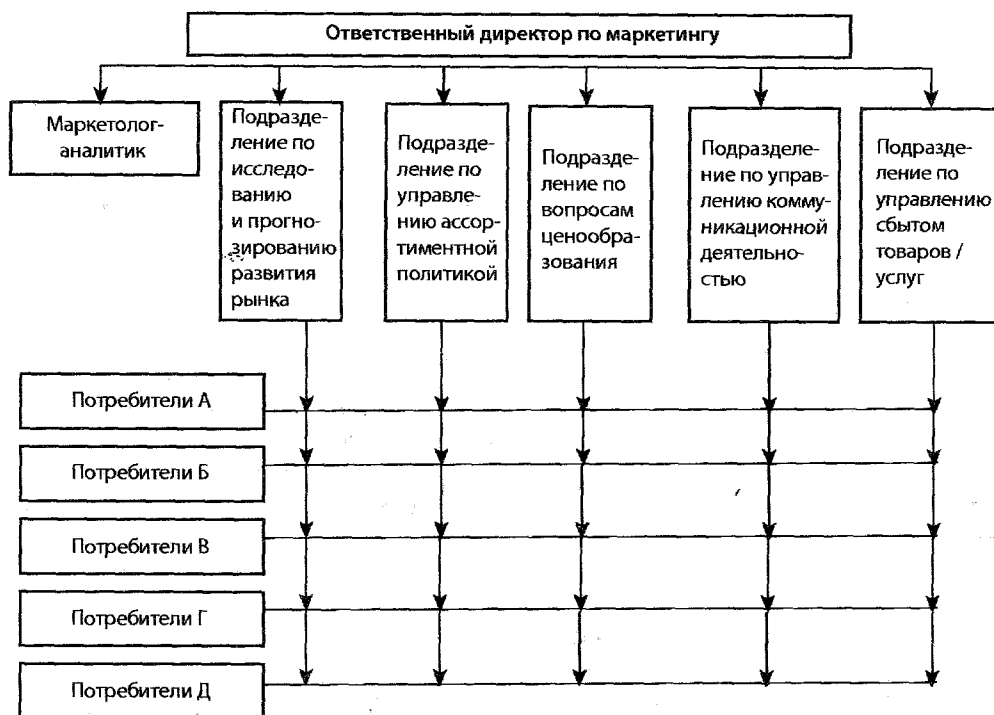 Ответственный директор по маркетингу
Маркетолог-
аналитик
Подразде-
ление по
исследо-
ванию
и прогно-
зированию
развития
рынка
Подразде-
ление по
управле-
нию ассор-
тиментной
политикой
Подразде-
ление по
вопросам
ценообра-
зования
Подразделе-
ние по управ-
лению комму-
никационной
деятельно-
стью
Подразде-
ление по
управлению
сбытом
товаров /
услуг
Потребители А
Потребители Б
Потребители В
Потребители Г
Потребители Д